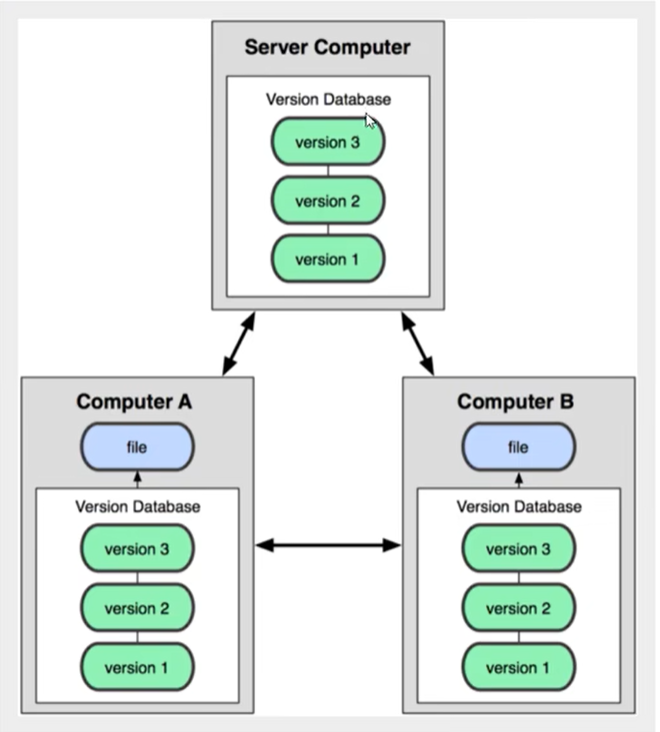 Server Computer
Version Database
version 3
version 2
version 1
Computer A
file
Version Database
version 3
version 2
version 1
Computer B
file
Version Database
version 3
version 2
version 1